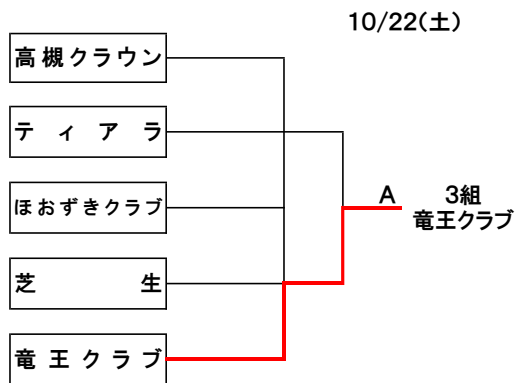 10/22(土)
高槻クラウン
ティアラ
ほおずきクラブ
芝生
竜王クラブ
A 3組
竜王クラブ